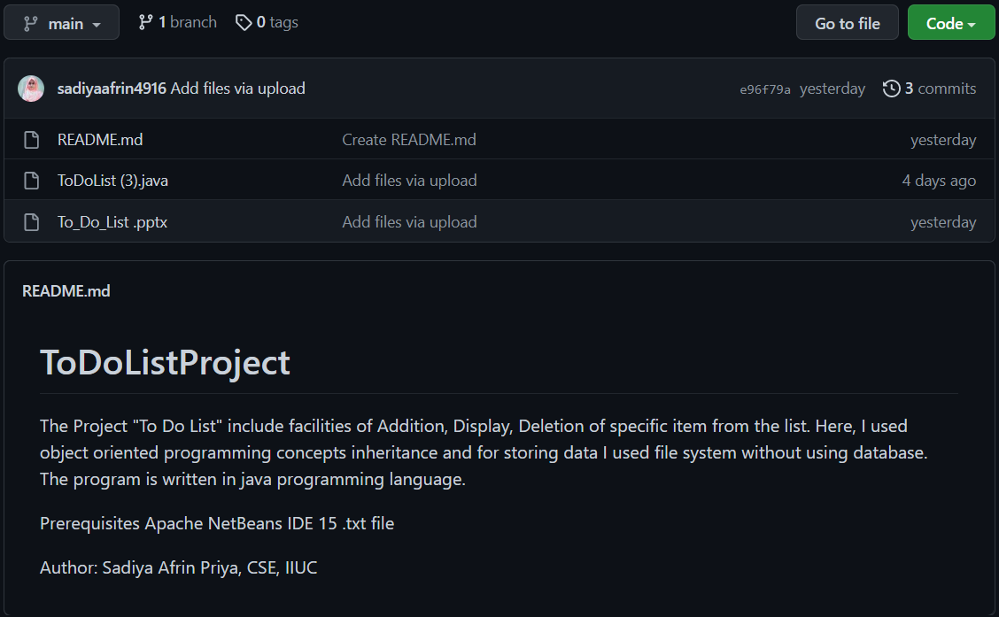 main
1 branch
0 tags
Go to file
Code
sadiyaafrin4916 Add files via upload
e96f79a yesterday
3 commits
README.md Create README.md yesterday
ToDoList (3).java Add files via upload 4 days ago
To_Do_List .pptx Add files via upload yesterday
README.md
ToDoListProject
The Project "To Do List" include facilities of Addition, Display, Deletion of specific item from the list. Here, I used
object oriented programming concepts inheritance and for storing data I used file system without using database.
The program is written in java programming language.
Prerequisites Apache NetBeans IDE 15 .txt file
Author: Sadiya Afrin Priya, CSE, IIUC